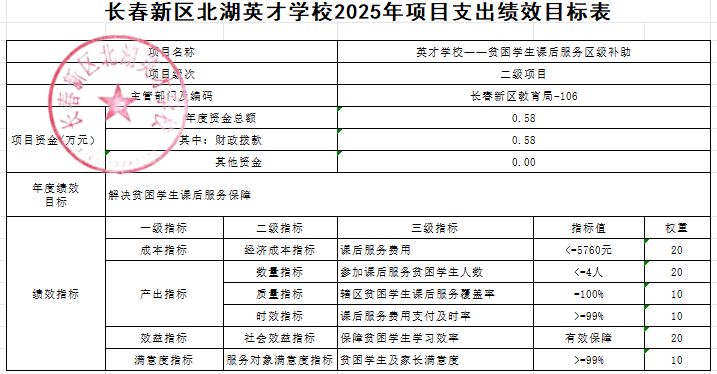 长春新区北湖英才学校2025年项目支出绩效目标表
项目名称 英才学校——贫困学生课后服务区级补助
项目级次 二级项目
主管部门及编码 长春新区教育局-106
项目资金(万元) 年度资金总额 0.58
其中：财政拨款 0.58
其他资金 0.00
年度绩效
目标 解决贫困学生课后服务保障
绩效指标 一级指标 二级指标 三级指标 指标值 权重
成本指标 经济成本指标 课后服务费用 <=5760元 20
产出指标 数量指标 参加课后服务贫困学生人数 <=4人 20
质量指标 辖区贫困学生课后服务覆盖率 =100% 10
时效指标 课后服务费用支付及时率 >=99% 10
效益指标 社会效益指标 保障贫困学生学习效率 有效保障 20
满意度指标 服务对象满意度指标 贫困学生及家长满意度 >=99% 10
长春新区北湖英才学校